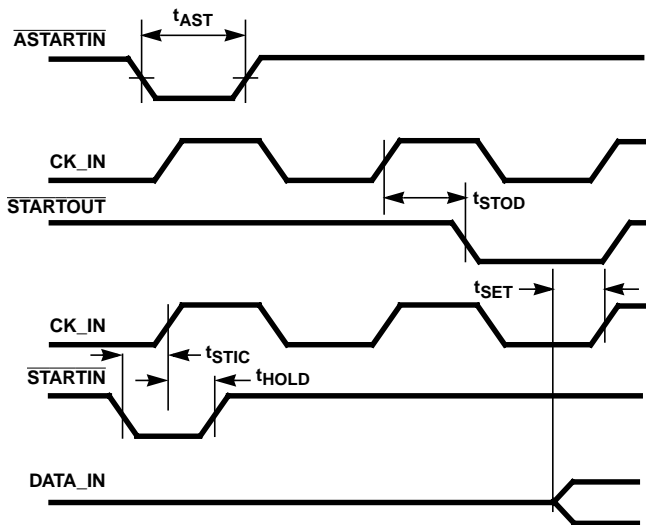 tAST
ASTARTIN
CK_IN
tSTOD
STARTOUT
tSET
CK_IN
tSTIC
STARTIN
tHOLD
DATA_IN